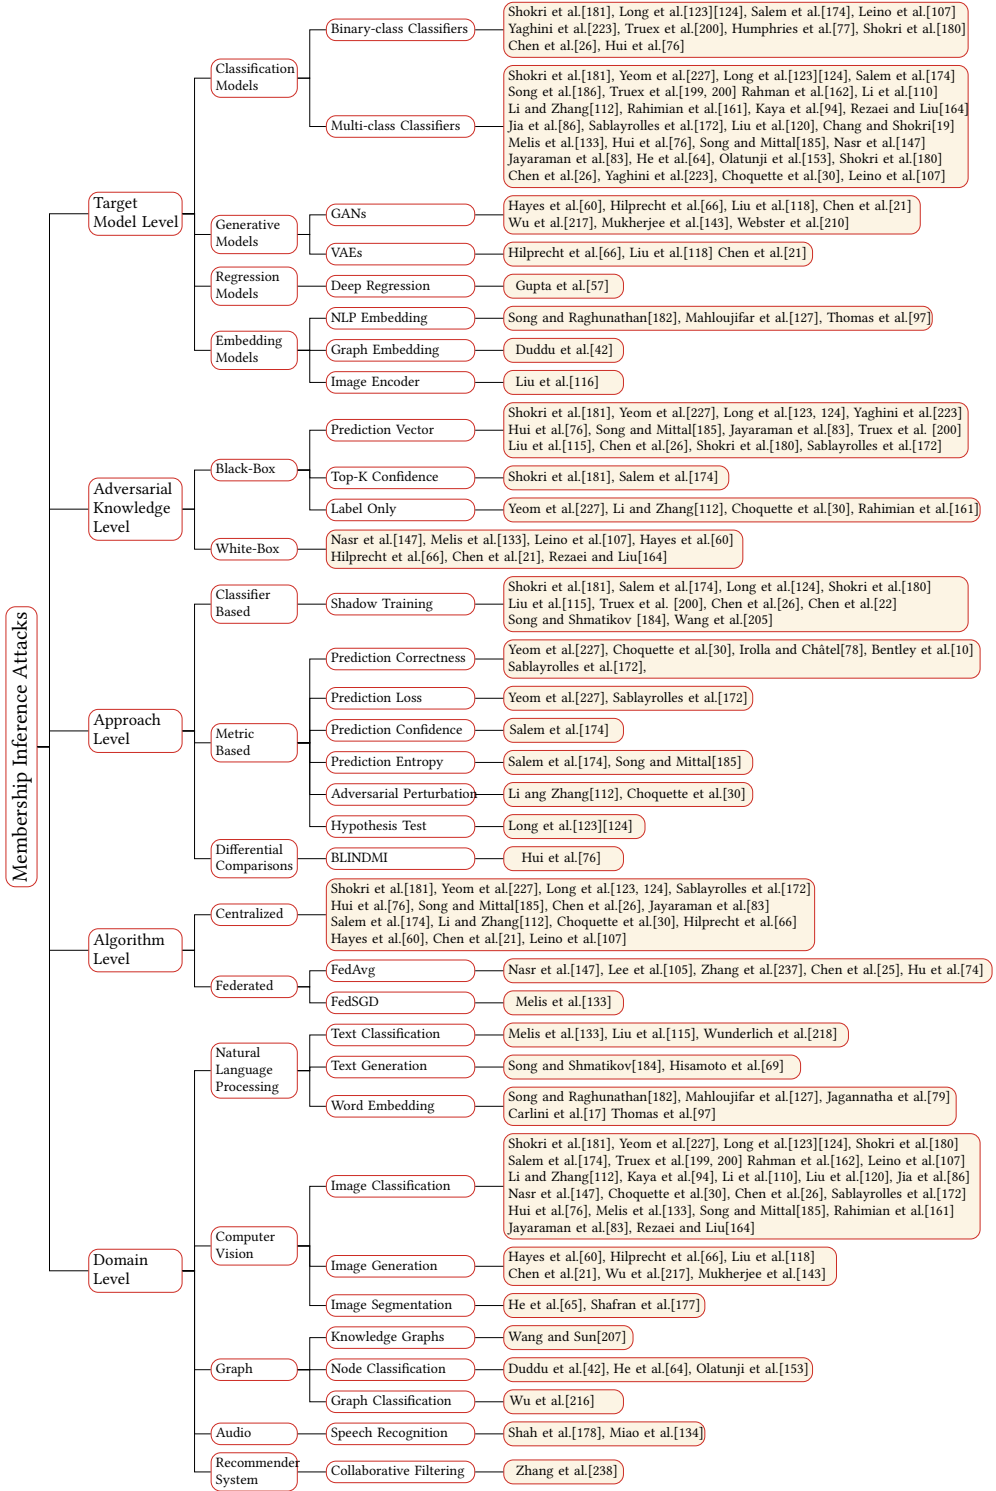 Membership Inference Attacks
Target
Model Level
Classification
Models
Binary-class Classifiers
Shokri et al.[181], Long et al.[123][124], Salem et al.[174], Leino et al.[107]
Yaghini et al.[223], Truex et al.[200], Humphries et al.[77], Shokri et al.[180]
Chen et al.[26], Hui et al.[76]
Multi-class Classifiers
Shokri et al.[181], Yeom et al.[227], Long et al.[123][124], Salem et al.[174]
Song et al.[186], Truex et al.[199, 200] Rahman et al.[162], Li et al.[110]
Li and Zhang[112], Rahimian et al.[161], Kaya et al.[94], Rezaei and Liu[164]
Jia et al.[86], Sablayrolles et al.[172], Liu et al.[120], Chang and Shokri[19]
Melis et al.[133], Hui et al.[76], Song and Mittal[185], Nasr et al.[147]
Jayaraman et al.[83], He et al.[64], Olatunji et al.[153], Shokri et al.[180]
Chen et al.[26], Yaghini et al.[223], Choquette et al.[30], Leino et al.[107]
Generative
Models
GANs
Hayes et al.[60], Hilprecht et al.[66], Liu et al.[118], Chen et al.[21]
Wu et al.[217], Mukherjee et al.[143], Webster et al.[210]
VAEs
Hilprecht et al.[66], Liu et al.[118] Chen et al.[21]
Regression
Models
Deep Regression
Gupta et al.[57]
Embedding
Models
NLP Embedding
Song and Raghunathan[182], Mahloujifar et al.[127], Thomas et al.[97]
Graph Embedding
Duddu et al.[42]
Image Encoder
Liu et al.[116]
Adversarial
Knowledge
Level
Black-Box
Prediction Vector
Shokri et al.[181], Yeom et al.[227], Long et al.[123, 124], Yaghini et al.[223]
Hui et al.[76], Song and Mittal[185], Jayaraman et al.[83], Truex et al. [200]
Liu et al.[115], Chen et al.[26], Shokri et al.[180], Sablayrolles et al.[172]
Top-K Confidence
Shokri et al.[181], Salem et al.[174]
Label Only
Yeom et al.[227], Li and Zhang[112], Choquette et al.[30], Rahimian et al.[161]
White-Box
Nasr et al.[147], Melis et al.[133], Leino et al.[107], Hayes et al.[60]
Hilprecht et al.[66], Chen et al.[21], Rezaei and Liu[164]
Approach
Level
Classifier
Based
Shadow Training
Shokri et al.[181], Salem et al.[174], Long et al.[124], Shokri et al.[180]
Liu et al.[115], Truex et al. [200], Chen et al.[26], Chen et al.[22]
Song and Shmatikov [184], Wang et al.[205]
Metric
Based
Prediction Correctness
Yeom et al.[227], Choquette et al.[30], Irolla and Châtel[78], Bentley et al.[10]
Sablayrolles et al.[172],
Prediction Loss
Yeom et al.[227], Sablayrolles et al.[172]
Prediction Confidence
Salem et al.[174]
Prediction Entropy
Salem et al.[174], Song and Mittal[185]
Adversarial Perturbation
Li ang Zhang[112], Choquette et al.[30]
Hypothesis Test
Long et al.[123][124]
Differential
Comparisons
BLINDMI
Hui et al.[76]
Algorithm
Level
Centralized
Shokri et al.[181], Yeom et al.[227], Long et al.[123, 124], Sablayrolles et al.[172]
Hui et al.[76], Song and Mittal[185], Chen et al.[26], Jayaraman et al.[83]
Salem et al.[174], Li and Zhang[112], Choquette et al.[30], Hilprecht et al.[66]
Hayes et al.[60], Chen et al.[21], Leino et al.[107]
Federated
FedAvg
Nasr et al.[147], Lee et al.[105], Zhang et al.[237], Chen et al.[25], Hu et al.[74]
FedSGD
Melis et al.[133]
Domain
Level
Natural
Language
Processing
Text Classification
Melis et al.[133], Liu et al.[115], Wunderlich et al.[218]
Text Generation
Song and Shmatikov[184], Hisamoto et al.[69]
Word Embedding
Song and Raghunathan[182], Mahloujifar et al.[127], Jagannatha et al.[79]
Carlini et al.[17] Thomas et al.[97]
Computer
Vision
Image Classification
Shokri et al.[181], Yeom et al.[227], Long et al.[123][124], Shokri et al.[180]
Salem et al.[174], Truex et al.[199, 200] Rahman et al.[162], Leino et al.[107]
Li and Zhang[112], Kaya et al.[94], Li et al.[110], Liu et al.[120], Jia et al.[86]
Nasr et al.[147], Choquette et al.[30], Chen et al.[26], Sablayrolles et al.[172]
Hui et al.[76], Melis et al.[133], Song and Mittal[185], Rahimian et al.[161]
Jayaraman et al.[83], Rezaei and Liu[164]
Image Generation
Hayes et al.[60], Hilprecht et al.[66], Liu et al.[118]
Chen et al.[21], Wu et al.[217], Mukherjee et al.[143]
Image Segmentation
He et al.[65], Shafran et al.[177]
Graph
Knowledge Graphs
Wang and Sun[207]
Node Classification
Duddu et al.[42], He et al.[64], Olatunji et al.[153]
Graph Classification
Wu et al.[216]
Audio
Speech Recognition
Shah et al.[178], Miao et al.[134]
Recommender
System
Collaborative Filtering
Zhang et al.[238]